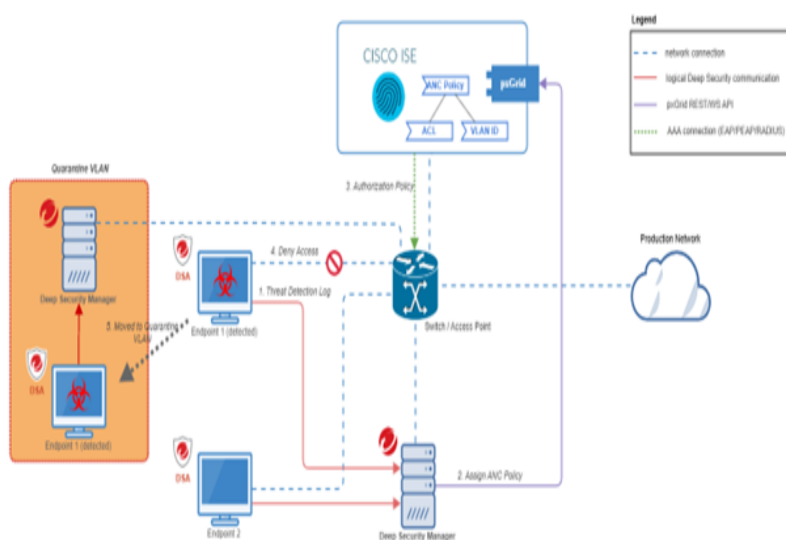 Legend
network connection
logical Deep Security communication
pxGrid REST/WS API
AAA connection (EAP/PEAP/RADIUS)
CISCO ISE
ANC Policy
pxGrid
ACL
VLAN ID
Quarantine VLAN
3. Authorization Policy
Production Network
DSA
4. Deny Access
Deep Security Manager
1. Threat Detection Log
5. Moved to Quarantine
VLAN
Endpoint 1 (detected)
Switch / Access Point
DSA
Endpoint 1 (detected)
DSA
2. Assign ANC Policy
Endpoint 2
Deep Security Manager